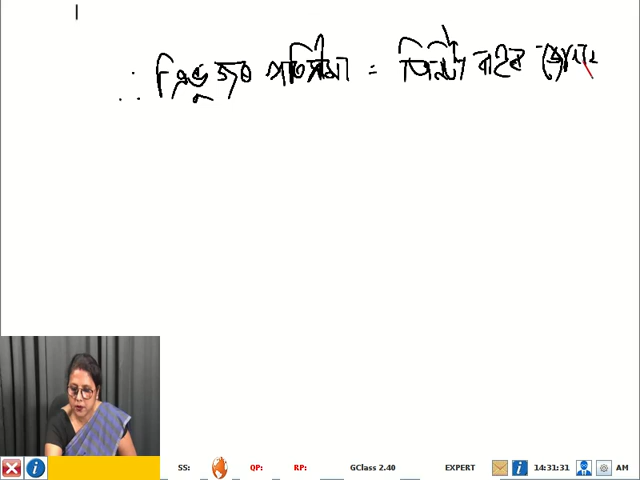 ∴ ত্রিভুজের পরিসীমা = তিনটি বাহুর
SS: QP: RP: GClass 2.40 EXPERT 14:31:31 AM